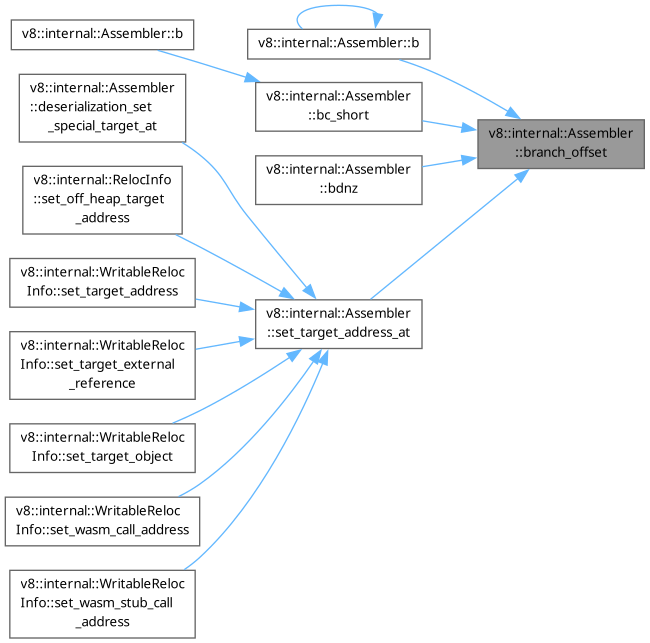 v8::internal::Assembler::b
v8::internal::Assembler
::deserialization_set
_special_target_at
v8::internal::RelocInfo
::set_off_heap_target
_address
v8::internal::WritableReloc
Info::set_target_address
v8::internal::WritableReloc
Info::set_target_external
_reference
v8::internal::WritableReloc
Info::set_target_object
v8::internal::WritableReloc
Info::set_wasm_call_address
v8::internal::WritableReloc
Info::set_wasm_stub_call
_address
v8::internal::Assembler::b
v8::internal::Assembler
::bc_short
v8::internal::Assembler
::bdnz
v8::internal::Assembler
::set_target_address_at
v8::internal::Assembler
::branch_offset